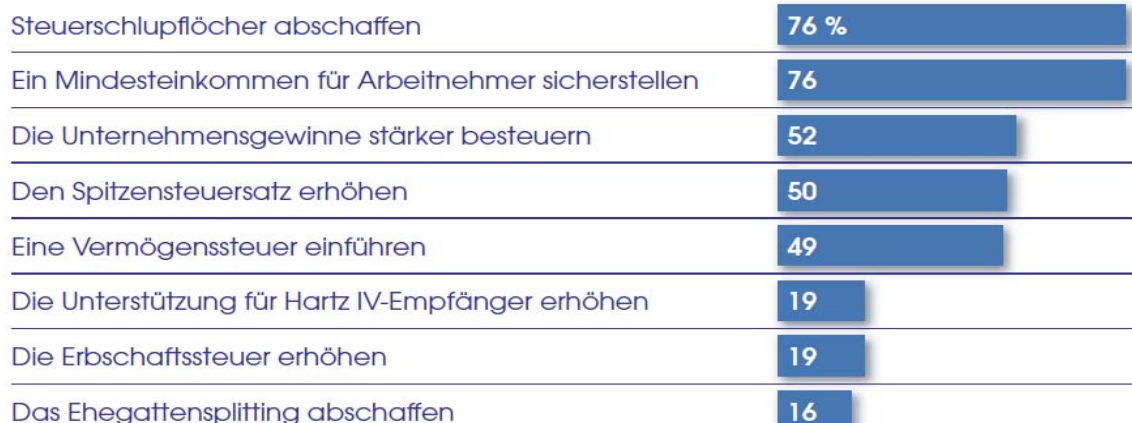 Steuerschlupflöcher abschaffen 76 %
Ein Mindesteinkommen für Arbeitnehmer sicherstellen 76
Die Unternehmensgewinne stärker besteuern 52
Den Spitzensteuersatz erhöhen 50
Eine Vermögenssteuer einführen 49
Die Unterstützung für Hartz IV-Empfänger erhöhen 19
Die Erbschaftssteuer erhöhen 19
Das Ehegattensplitting abschaffen 16